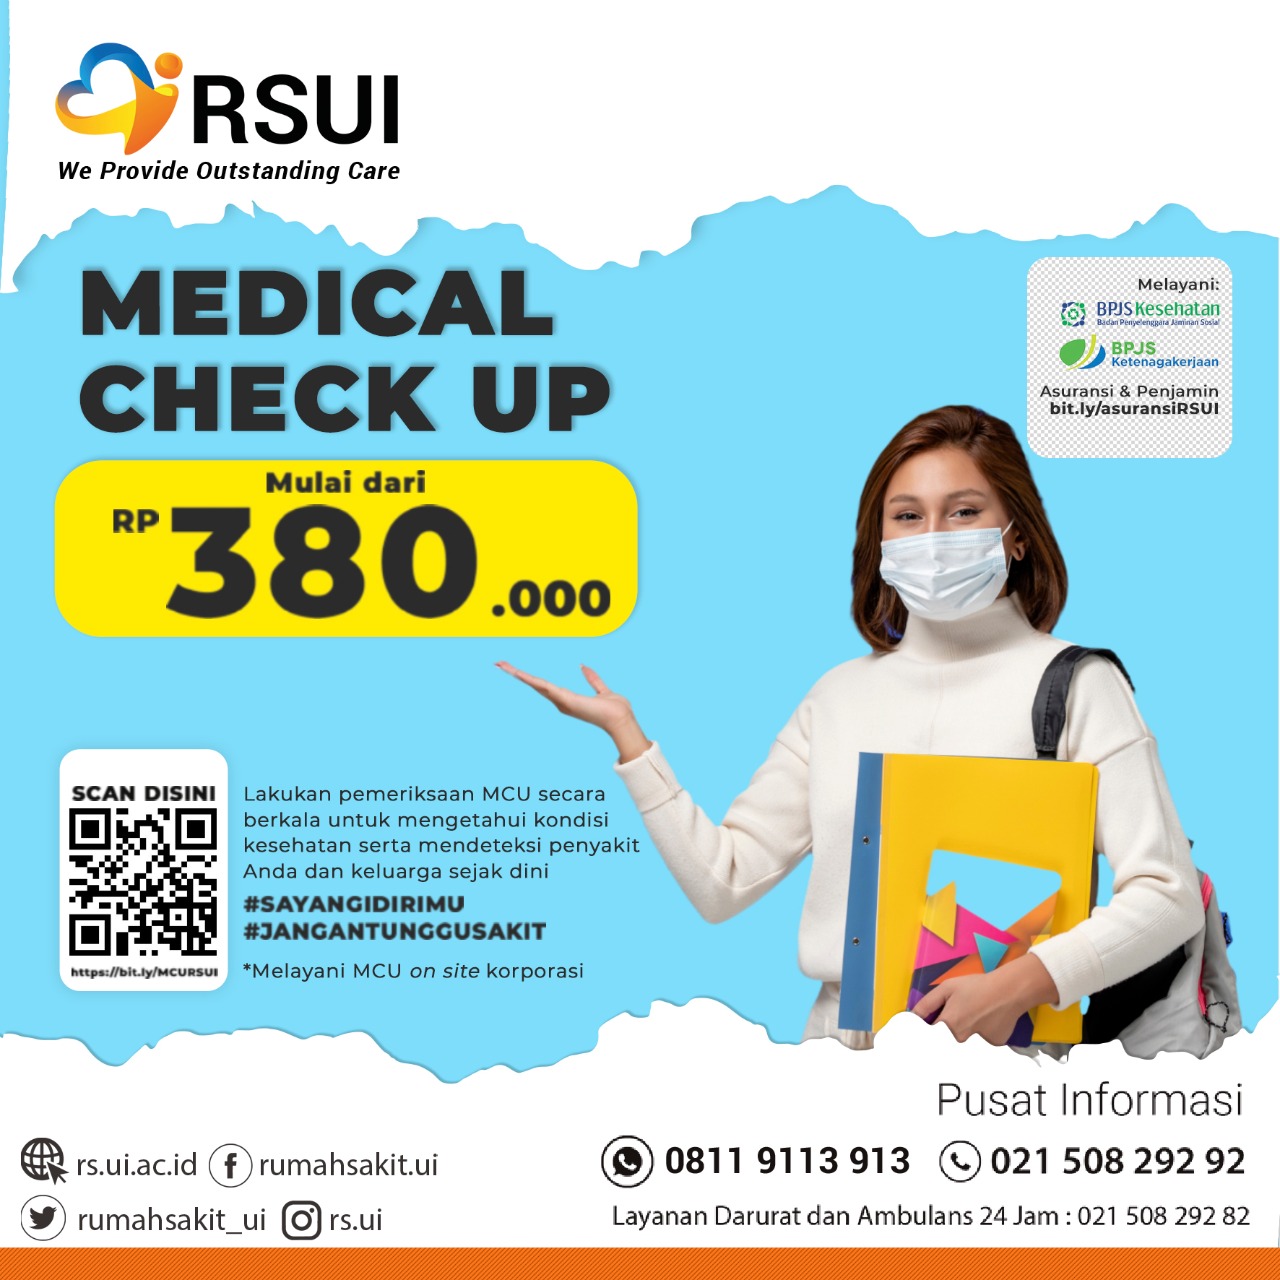 RSUI
We Provide Outstanding Care
MEDICAL
CHECK UP
Mulai dari
RP 380.000
Melayani:
BPJS Kesehatan
Badan Penyelenggara Jaminan Sosial
BPJS
Ketenagakerjaan
Asuransi & Penjamin
bit.ly/asuransiRSUI
SCAN DISINI
https://bit.ly/MCURSUI
Lakukan pemeriksaan MCU secara
berkala untuk mengetahui kondisi
kesehatan serta mendeteksi penyakit
Anda dan keluarga sejak dini
#SAYANGIDIRIMU
#JANGANTUNGGUSAKIT
*Melayani MCU on site korporasi
Pusat Informasi
0811 9113 913 021 508 292 92
Layanan Darurat dan Ambulans 24 Jam : 021 508 292 82
rs.ui.ac.id rumahsakit.ui
rumahsakit_ui rs.ui